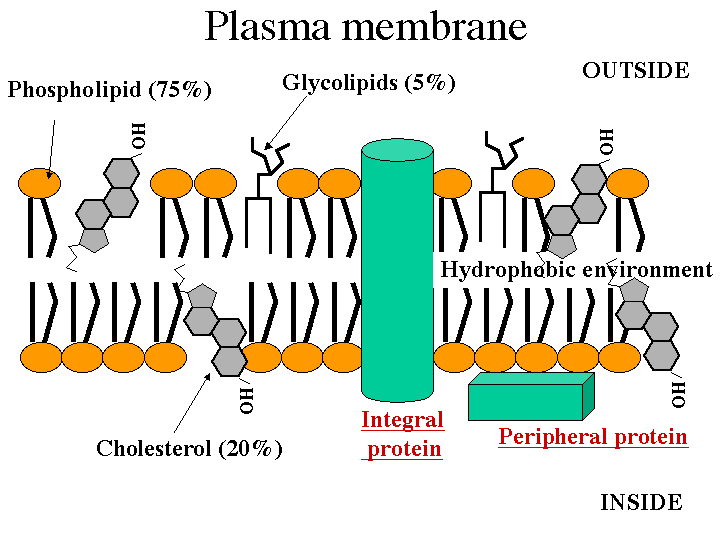 Plasma membrane
OUTSIDE
Phospholipid (75%)
Glycolipids (5%)
OH
OH
Hydrophobic environment
OH
OH
Integral
protein
Peripheral protein
Cholesterol (20%)
INSIDE